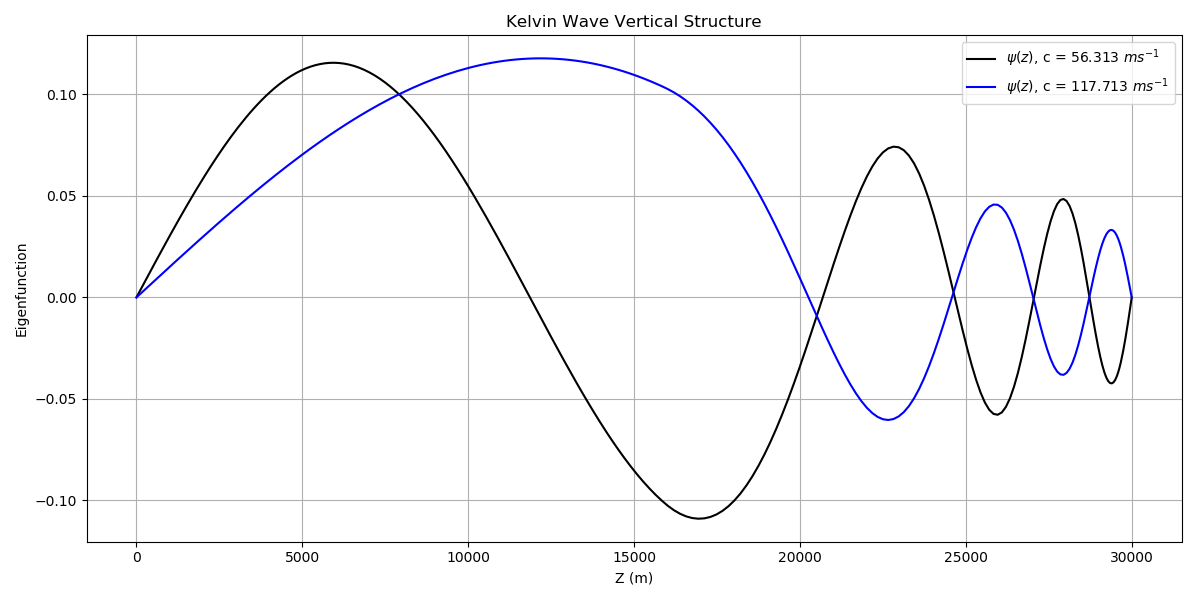 Kelvin Wave Vertical Structure
ψ(z), c = 56.313 ms⁻¹
ψ(z), c = 117.713 ms⁻¹
Eigenfunction
0.10
0.05
0.00
−0.05
−0.10
0 5000 10000 15000 20000 25000 30000
Z (m)